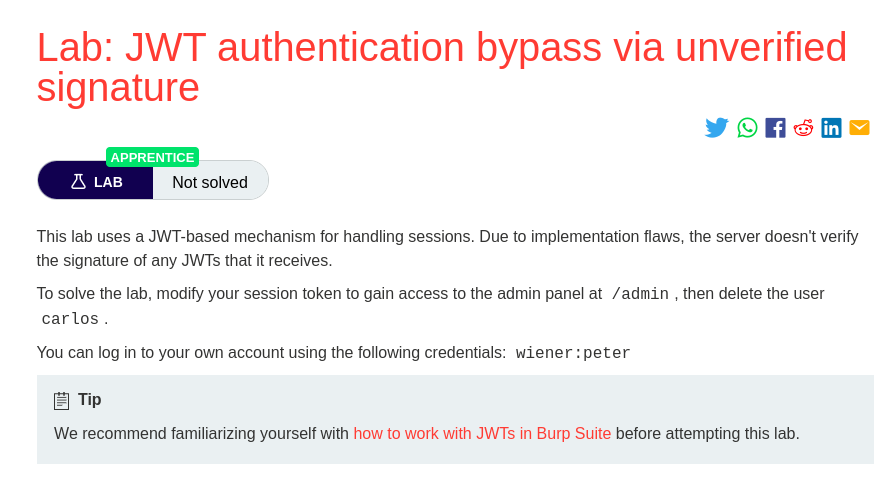 Lab: JWT authentication bypass via unverified
signature
APPRENTICE
LAB
Not solved
This lab uses a JWT-based mechanism for handling sessions. Due to implementation flaws, the server doesn't verify
the signature of any JWTs that it receives.
To solve the lab, modify your session token to gain access to the admin panel at /admin , then delete the user
carlos .
You can log in to your own account using the following credentials: wiener:peter
Tip
We recommend familiarizing yourself with how to work with JWTs in Burp Suite before attempting this lab.